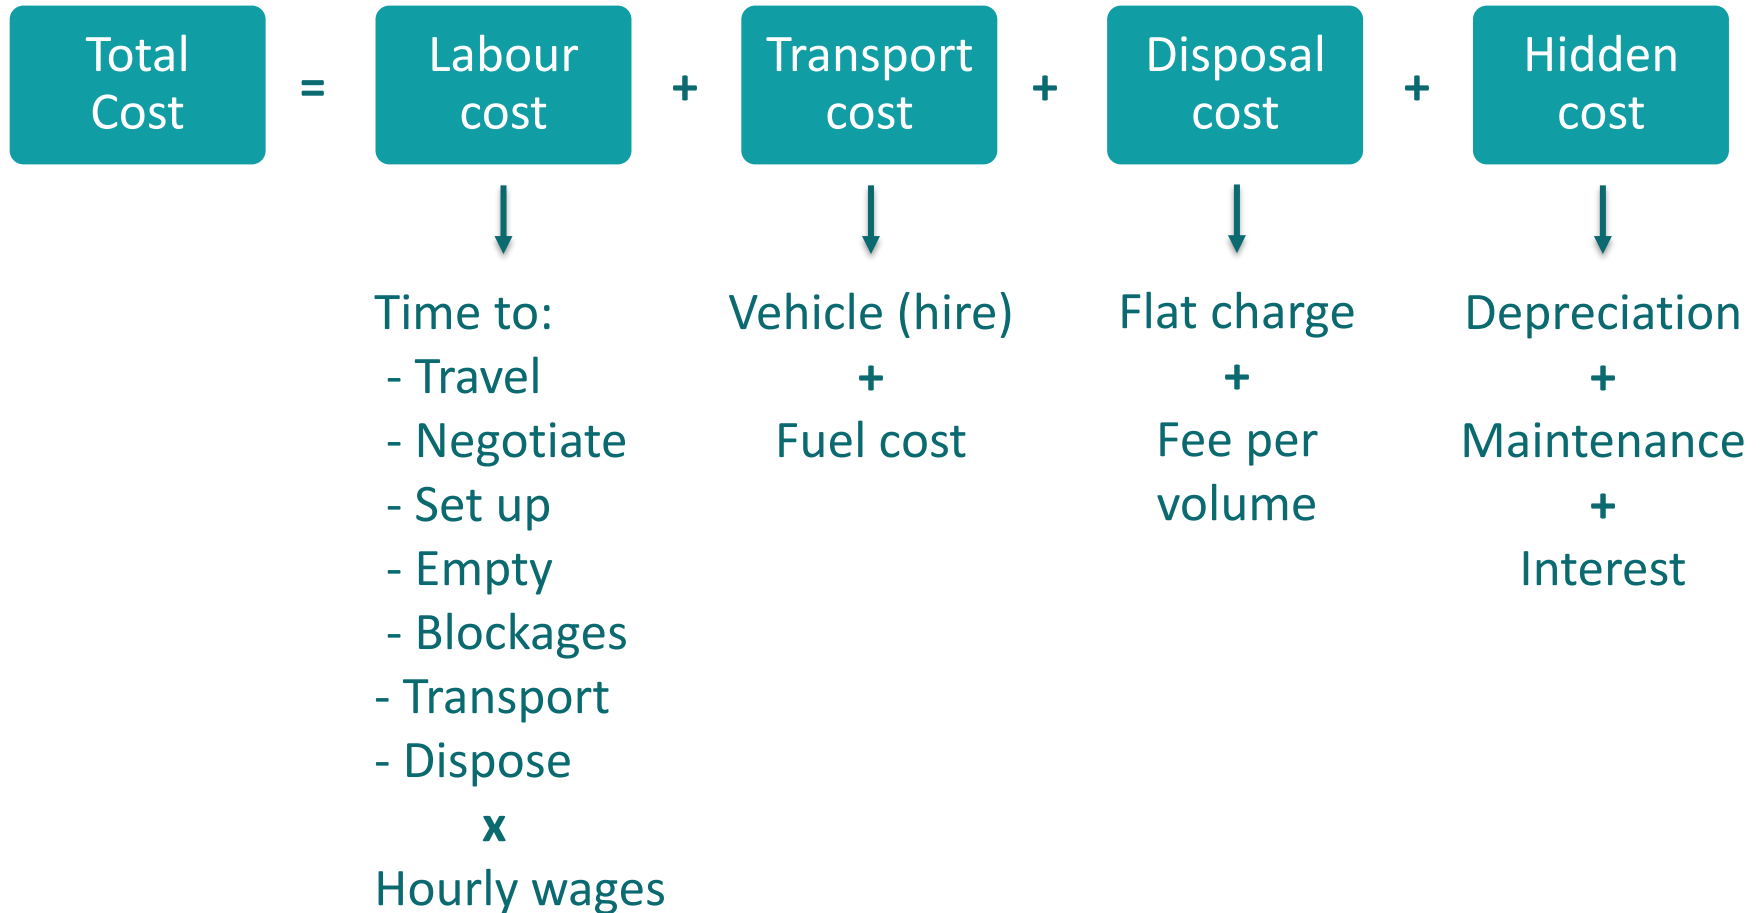 Total
Cost
=
Labour
cost
+
Transport
cost
+
Disposal
cost
+
Hidden
cost
Time to:
- Travel
- Negotiate
- Set up
- Empty
- Blockages
- Transport
- Dispose
x
Hourly wages
Vehicle (hire)
+
Fuel cost
Flat charge
+
Fee per
volume
Depreciation
+
Maintenance
+
Interest